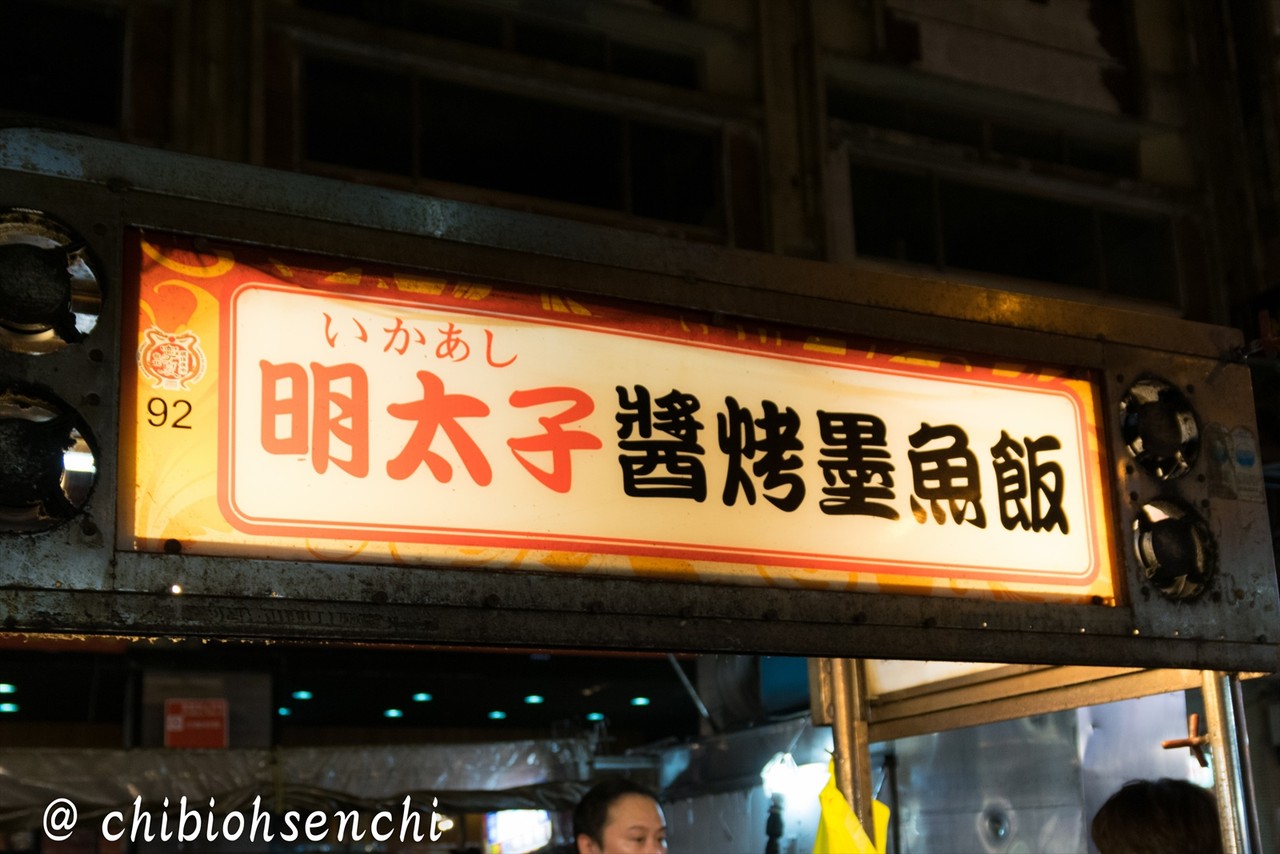 いかあし
明太子醬烤墨魚飯
92
@ chibiohsenchi